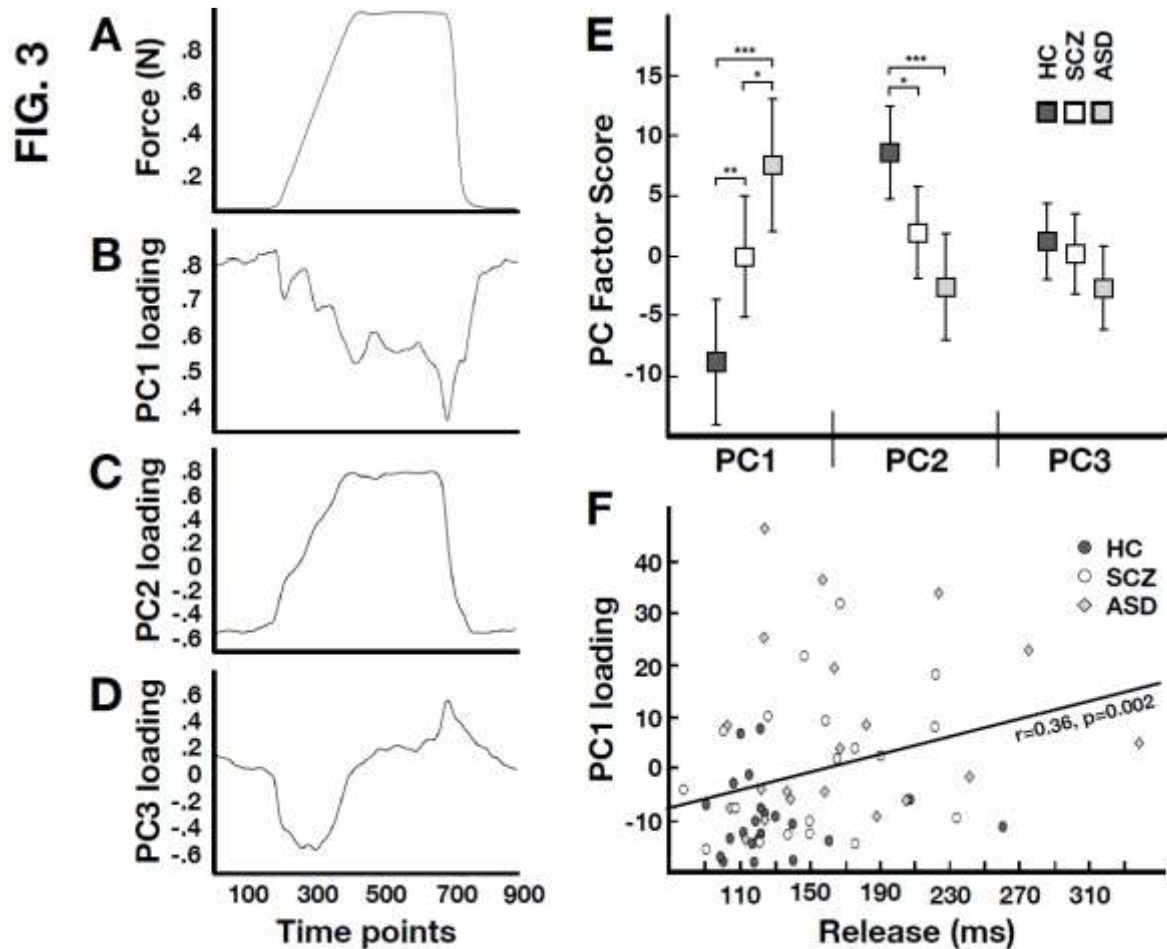 FIG. 3
A
Force (N)
.8
.6
.4
.2
B
PC1 loading
.8
.7
.6
.5
.4
C
PC2 loading
.8
.6
.4
.2
0
-.2
-.4
-.6
D
PC3 loading
.6
.4
.2
0
-.2
-.4
-.6
100 300 500 700 900
Time points
E
HC
SCZ
ASD
PC Factor Score
15
10
5
0
-5
-10
***
*
**
***
*
PC1 PC2 PC3
F
HC
SCZ
ASD
PC1 loading
40
30
20
10
0
-10
r=0.36, p=0.002
110 150 190 230 270 310
Release (ms)